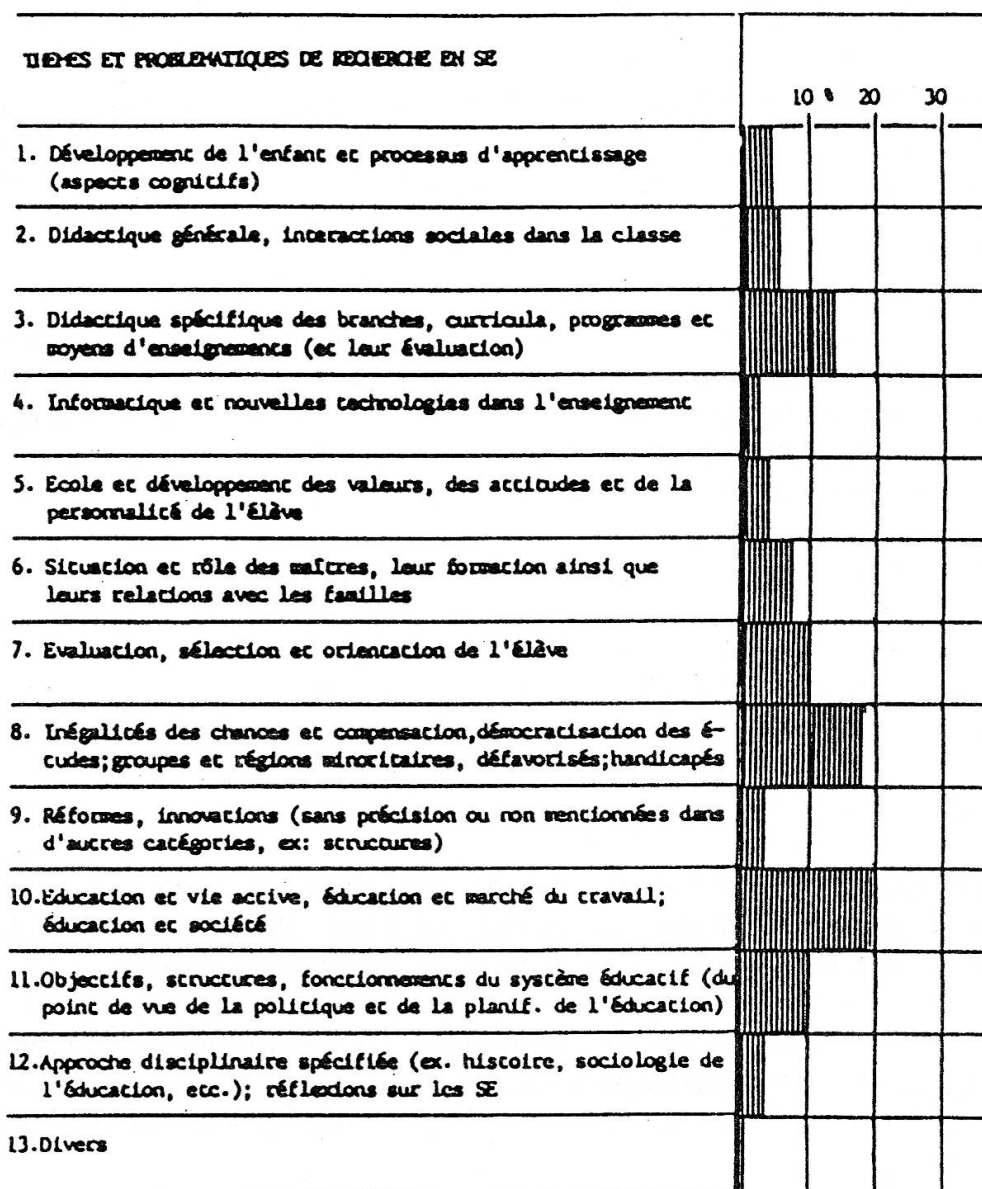 THEMES ET PROBLEMATIQUES DE RECHERCHE EN SE
10 % 20 30
1. Développement de l'enfant et processus d'apprentissage
(aspects cognitifs)
2. Didactique générale, interactions sociales dans la classe
3. Didactique spécifique des branches, curricula, programmes et
moyens d'enseignements (et leur évaluation)
4. Informatique et nouvelles technologies dans l'enseignement
5. Ecole et développement des valeurs, des attitudes et de la
personnalité de l'élève
6. Situation et rôle des maîtres, leur formation ainsi que
leurs relations avec les familles
7. Evaluation, sélection et orientation de l'élève
8. Inégalités des chances et compensation,démocratisation des é-
tudes;groupes et régions minoritaires, défavorisés;handicapés
9. Réformes, innovations (sans précision ou non mentionnées dans
d'autres catégories, ex: structures)
10.Education et vie active, éducation et marché du travail;
éducation et société
11.Objectifs, structures, fonctionnements du système éducatif (du
point de vue de la politique et de la planif. de l'éducation)
12.Approche disciplinaire spécifiée (ex. histoire, sociologie de
l'éducation, etc.); réflexions sur les SE
13.Divers